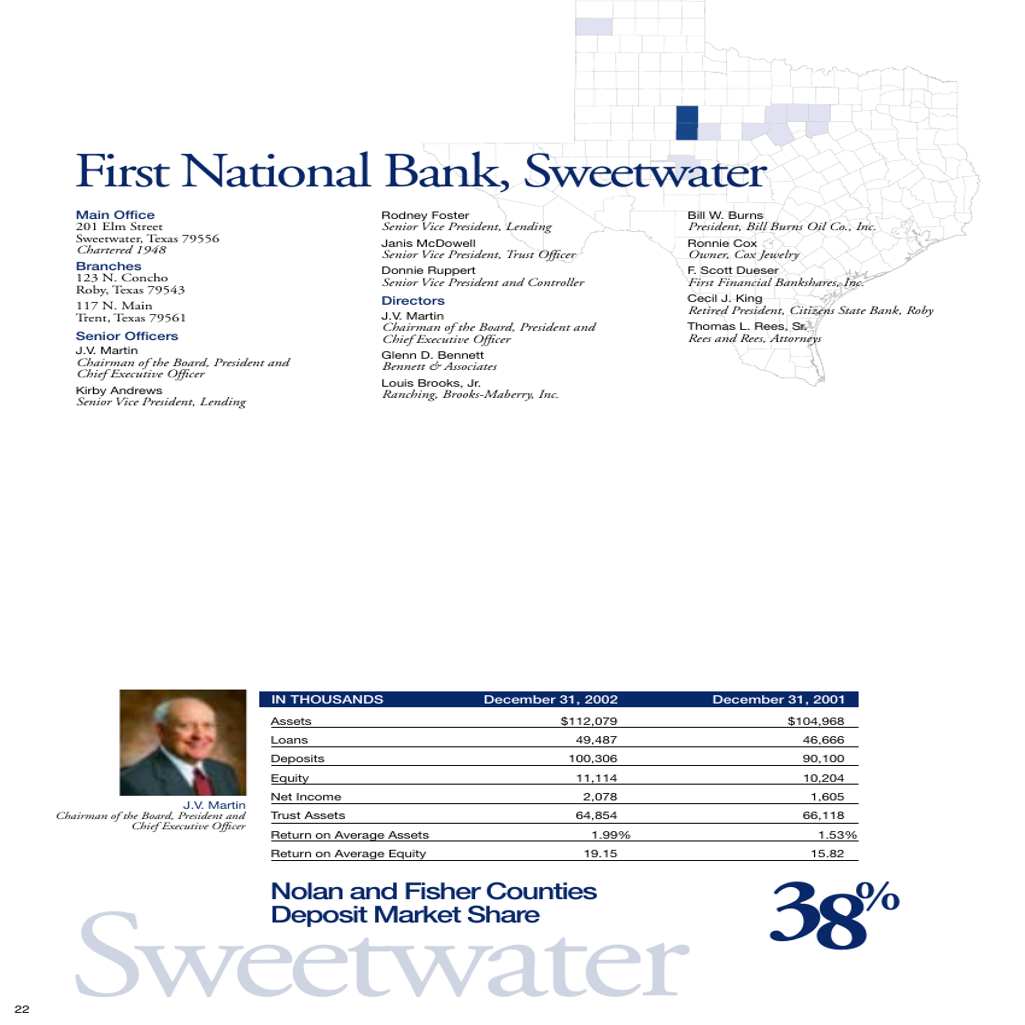 First National Bank, Sweetwater
Main Office
201 Elm Street
Sweetwater, Texas 79556
Chartered 1948
Branches
123 N. Concho
Roby, Texas 79543
117 N. Main
Trent, Texas 79561
Senior Officers
J.V. Martin
Chairman of the Board, President and
Chief Executive Officer
Kirby Andrews
Senior Vice President, Lending
Rodney Foster
Senior Vice President, Lending
Janis McDowell
Senior Vice President, Trust Officer
Donnie Ruppert
Senior Vice President and Controller
Directors
J.V. Martin
Chairman of the Board, President and
Chief Executive Officer
Glenn D. Bennett
Bennett & Associates
Louis Brooks, Jr.
Ranching, Brooks-Maberry, Inc.
Bill W. Burns
President, Bill Burns Oil Co., Inc.
Ronnie Cox
Owner, Cox Jewelry
F. Scott Dueser
First Financial Bankshares, Inc.
Cecil J. King
Retired President, Citizens State Bank, Roby
Thomas L. Rees, Sr.
Rees and Rees, Attorneys
J.V. Martin
Chairman of the Board, President and
Chief Executive Officer
IN THOUSANDS December 31, 2002 December 31, 2001
Assets $112,079 $104,968
Loans 49,487 46,666
Deposits 100,306 90,100
Equity 11,114 10,204
Net Income 2,078 1,605
Trust Assets 64,854 66,118
Return on Average Assets 1.99% 1.53%
Return on Average Equity 19.15 15.82
Nolan and Fisher Counties
Deposit Market Share
38%
Sweetwater
22